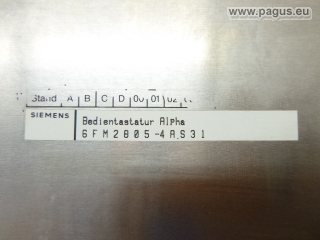 www.pagus.eu
Stand A B C D 00 01 02
SIEMENS
Bedientastatur Alpha
6FM2805-4AS31